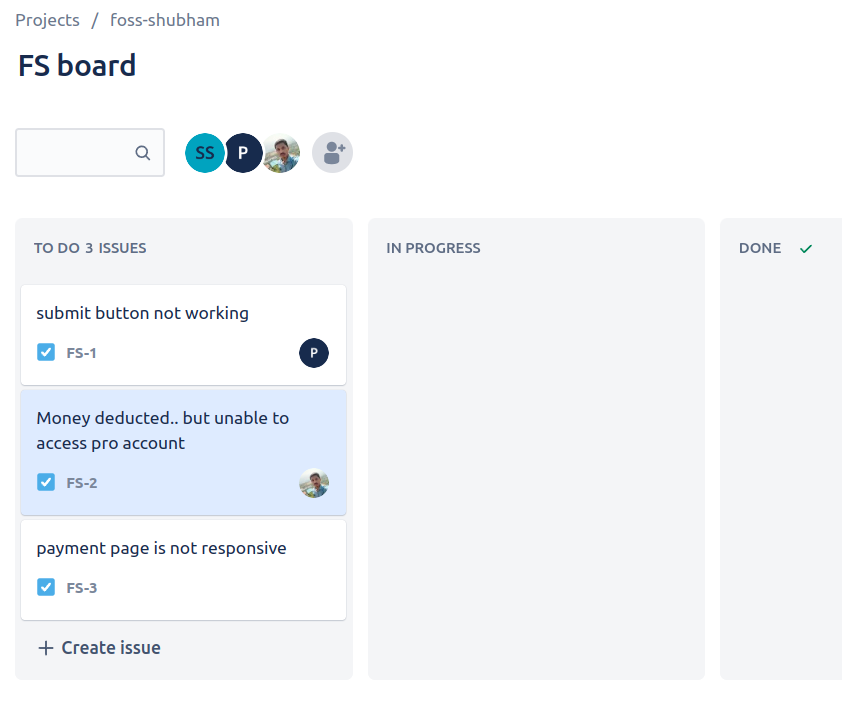 Projects / foss-shubham
FS board
SS P
TO DO 3 ISSUES
submit button not working
FS-1 P
Money deducted.. but unable to
access pro account
FS-2
payment page is not responsive
FS-3
+ Create issue
IN PROGRESS
DONE